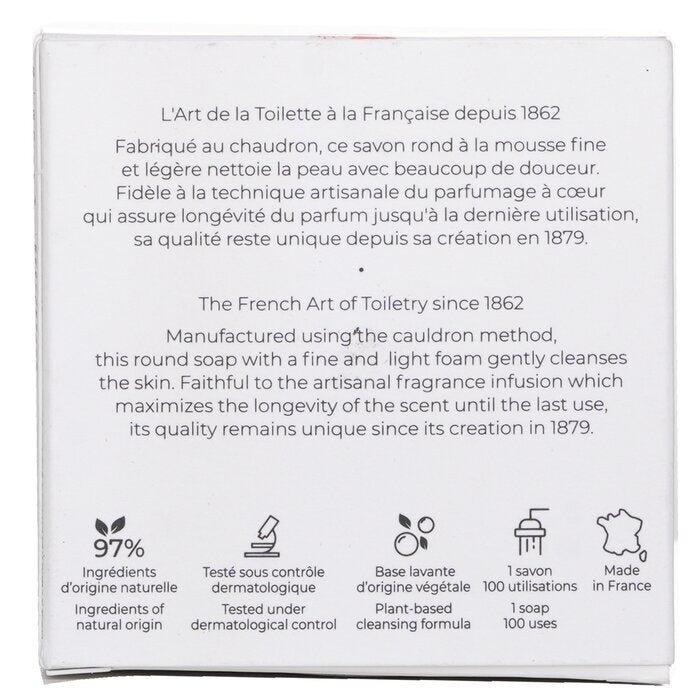 L'Art de la Toilette à la Française depuis 1862
Fabriqué au chaudron, ce savon rond à la mousse fine
et légère nettoie la peau avec beaucoup de douceur.
Fidèle à la technique artisanale du parfumage à cœur
qui assure longévité du parfum jusqu'à la dernière utilisation,
sa qualité reste unique depuis sa création en 1879.
•
The French Art of Toiletry since 1862
Manufactured using the cauldron method,
this round soap with a fine and light foam gently cleanses
the skin. Faithful to the artisanal fragrance infusion which
maximizes the longevity of the scent until the last use,
its quality remains unique since its creation in 1879.
97%
Ingrédients
d'origine naturelle
Ingredients of
natural origin
Testé sous contrôle
dermatologique
Tested under
dermatological control
Base lavante
d'origine végétale
Plant-based
cleansing formula
1 savon
100 utilisations
1 soap
100 uses
Made
in France